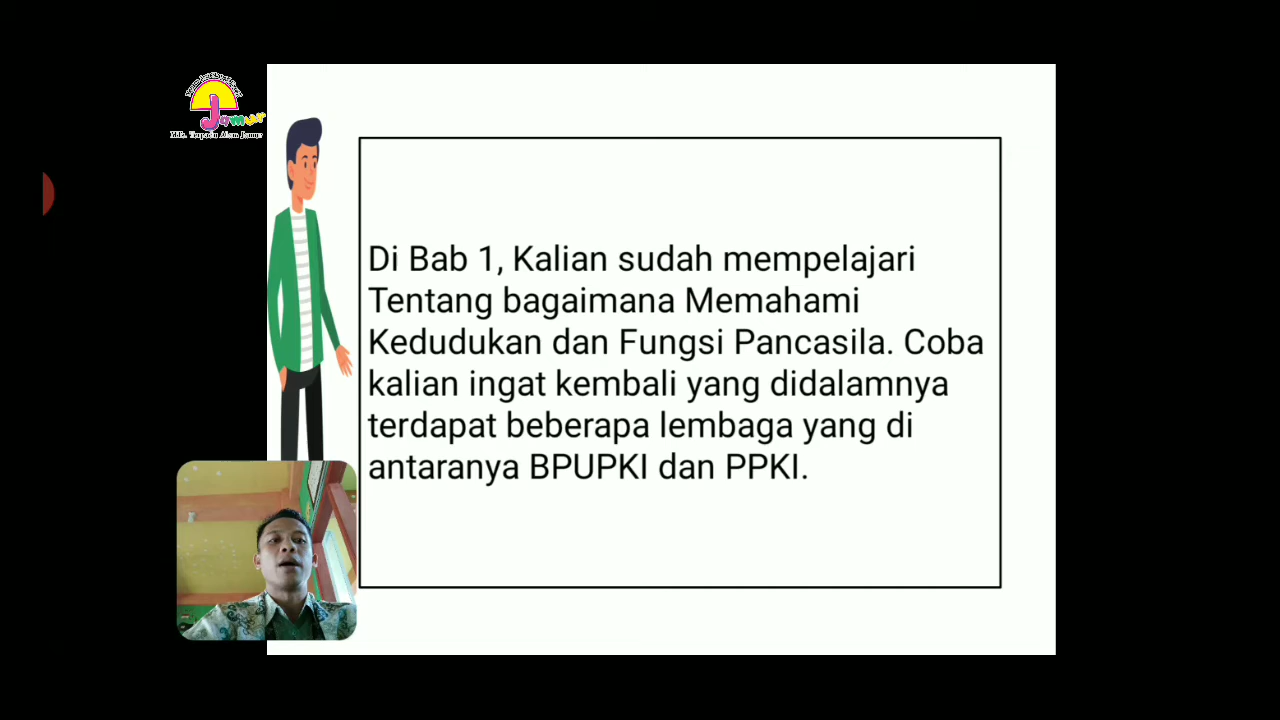 Jamur
Di Bab 1, Kalian sudah mempelajari
Tentang bagaimana Memahami
Kedudukan dan Fungsi Pancasila. Coba
kalian ingat kembali yang didalamnya
terdapat beberapa lembaga yang di
antaranya BPUPKI dan PPKI.